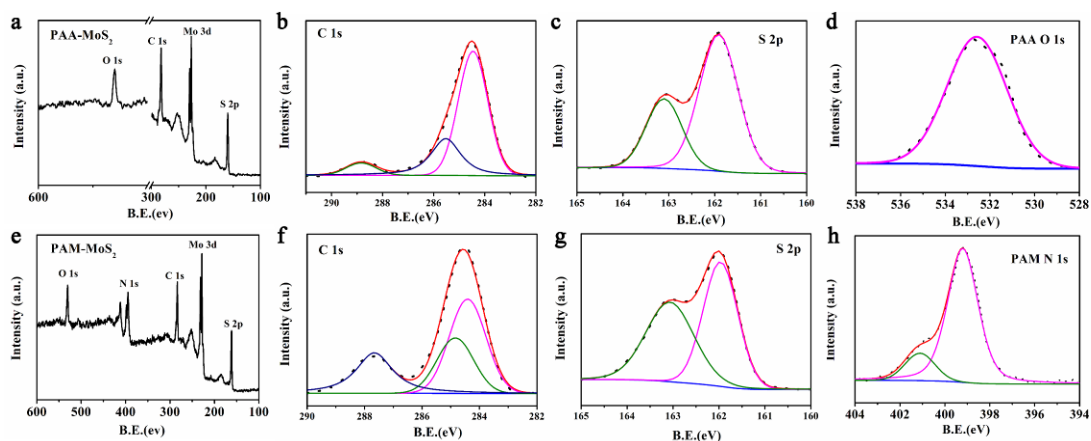 a
PAA-MoS₂
O 1s
C 1s
Mo 3d
S 2p
Intensity (a.u.)
600
300
200
100
B.E.(ev)
b
C 1s
Intensity (a.u.)
290
288
286
284
282
B.E.(eV)
c
S 2p
Intensity (a.u.)
165
164
163
162
161
160
B.E.(eV)
d
PAA O 1s
Intensity (a.u.)
538
536
534
532
530
528
B.E.(eV)
e
PAM-MoS₂
O 1s
N 1s
C 1s
Mo 3d
S 2p
Intensity (a.u.)
600
500
400
300
200
100
B.E.(ev)
f
C 1s
Intensity (a.u.)
290
288
286
284
282
B.E.(eV)
g
S 2p
Intensity (a.u.)
165
164
163
162
161
160
B.E.(eV)
h
PAM N 1s
Intensity (a.u.)
404
402
400
398
396
394
B.E.(eV)